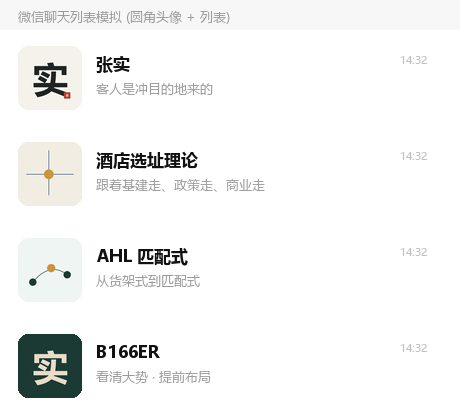 微信聊天列表模拟 (圆角头像 + 列表)
实
张实
14:32
客人是冲目的地来的
酒店选址理论
14:32
跟着基建走、政策走、商业走
AHL 匹配式
14:32
从货架式到匹配式
实
B166ER
14:32
看清大势 · 提前布局